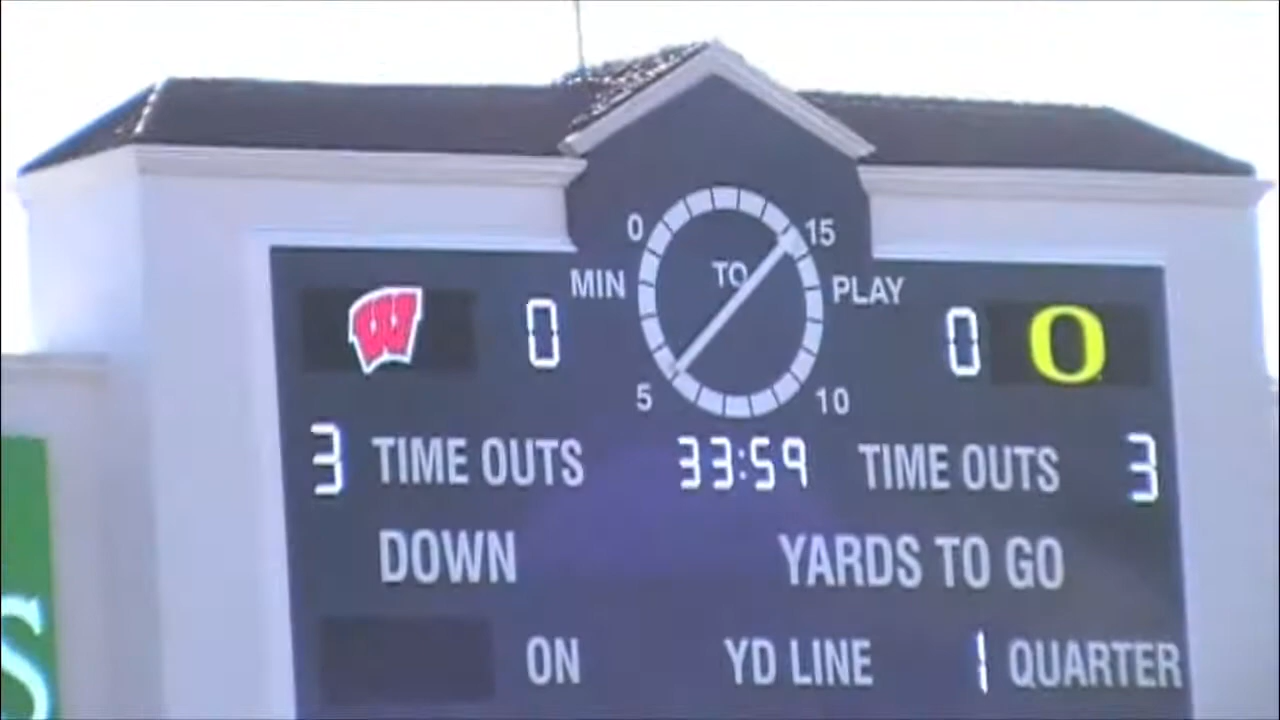 0 15
MIN TO PLAY
W 0 0 O
5 10
3 TIME OUTS 33:59 TIME OUTS 3
DOWN YARDS TO GO
ON YD LINE 1 QUARTER
S